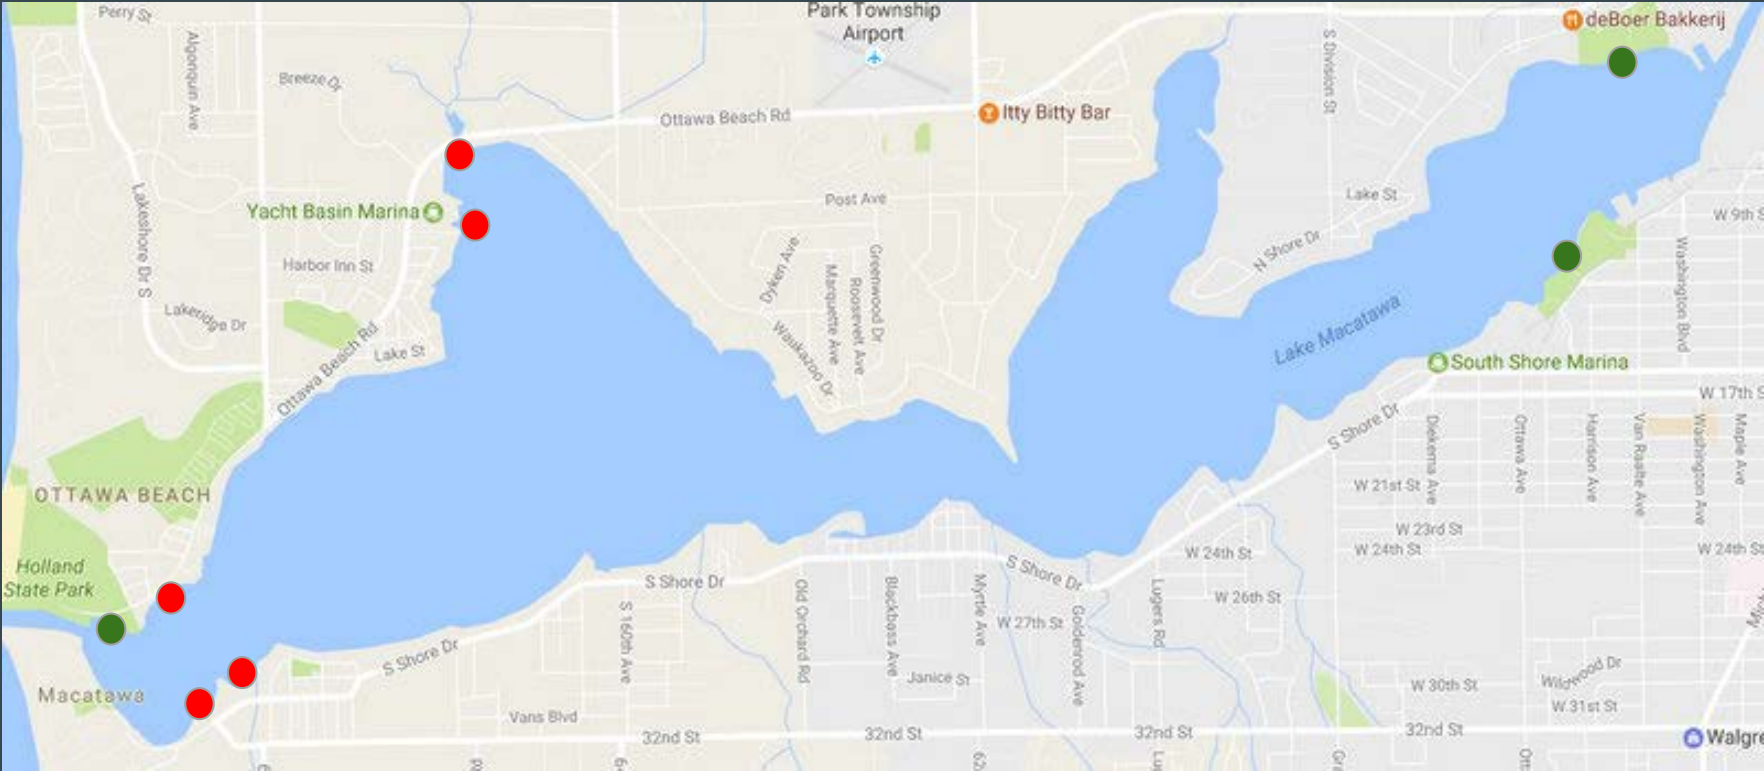 Perry St
Algonquin Ave
Breeze Ct
Park Township
Airport
deBoer Bakkerij
S Division St
Ottawa Beach Rd
Itty Bitty Bar
Lakeshore Dr S
Yacht Basin Marina
Post Ave
Lake St
W 9th S
N Shore Dr
Harbor Inn St
Dyken Ave
Marquette Ave
Roosevelt Ave
Greenwood Dr
Washington Blvd
Lakeridge Dr
Lake Macatawa
Ottawa Beach Rd
Lake St
Waukazoo Dr
South Shore Marina
W 17th S
S Shore Dr
Diekema Ave
Ottawa Ave
Harrison Ave
Van Raalte Ave
Washington Ave
Maple Ave
OTTAWA BEACH
W 21st St
W 23rd St
W 24th St
W 24th St
W 24th St
Holland
State Park
S Shore Dr
S Shore Dr
S 160th Ave
Old Orchard Rd
Blackbass Ave
Myrtle Ave
Goldenrod Ave
Lugers Rd
W 26th St
W 27th St
S Shore Dr
Janice St
Wildwood Dr
W 30th St
Macatawa
W 31st St
Vans Blvd
32nd St
32nd St
32nd St
32nd St
Walgre
Lug
Gra
Ott